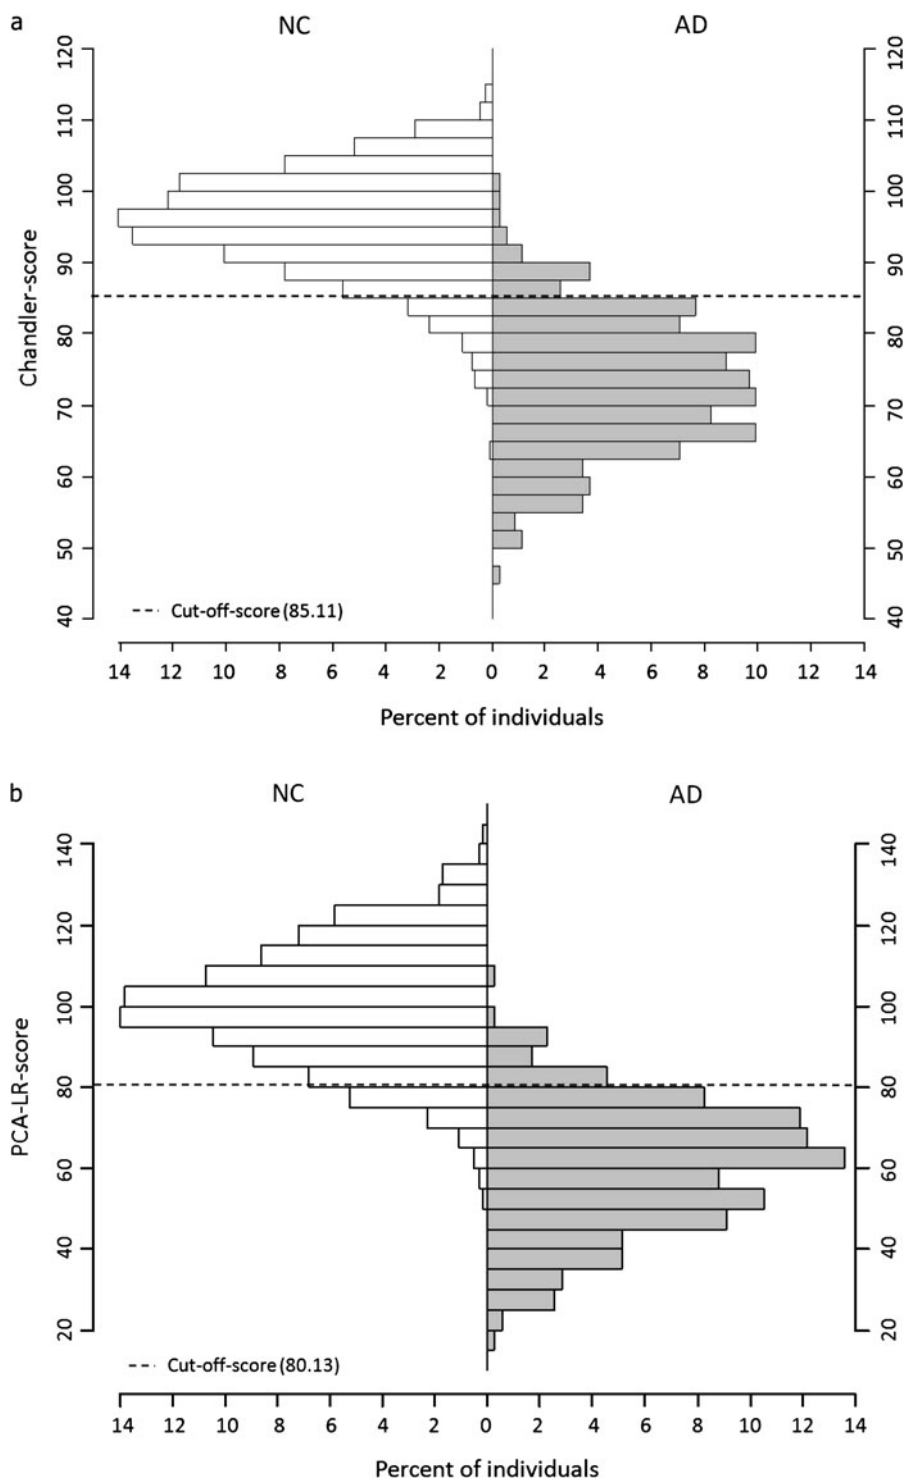 a
NC AD
120 120
110 110
100 100
90 90
80 80
70 70
60 60
50 50
40 40
Chandler-score
Cut-off-score (85.11)
14 12 10 8 6 4 2 0 2 4 6 8 10 12 14
Percent of individuals
b
NC AD
140 140
120 120
100 100
80 80
60 60
40 40
20 20
PCA-LR-score
Cut-off-score (80.13)
14 12 10 8 6 4 2 0 2 4 6 8 10 12 14
Percent of individuals